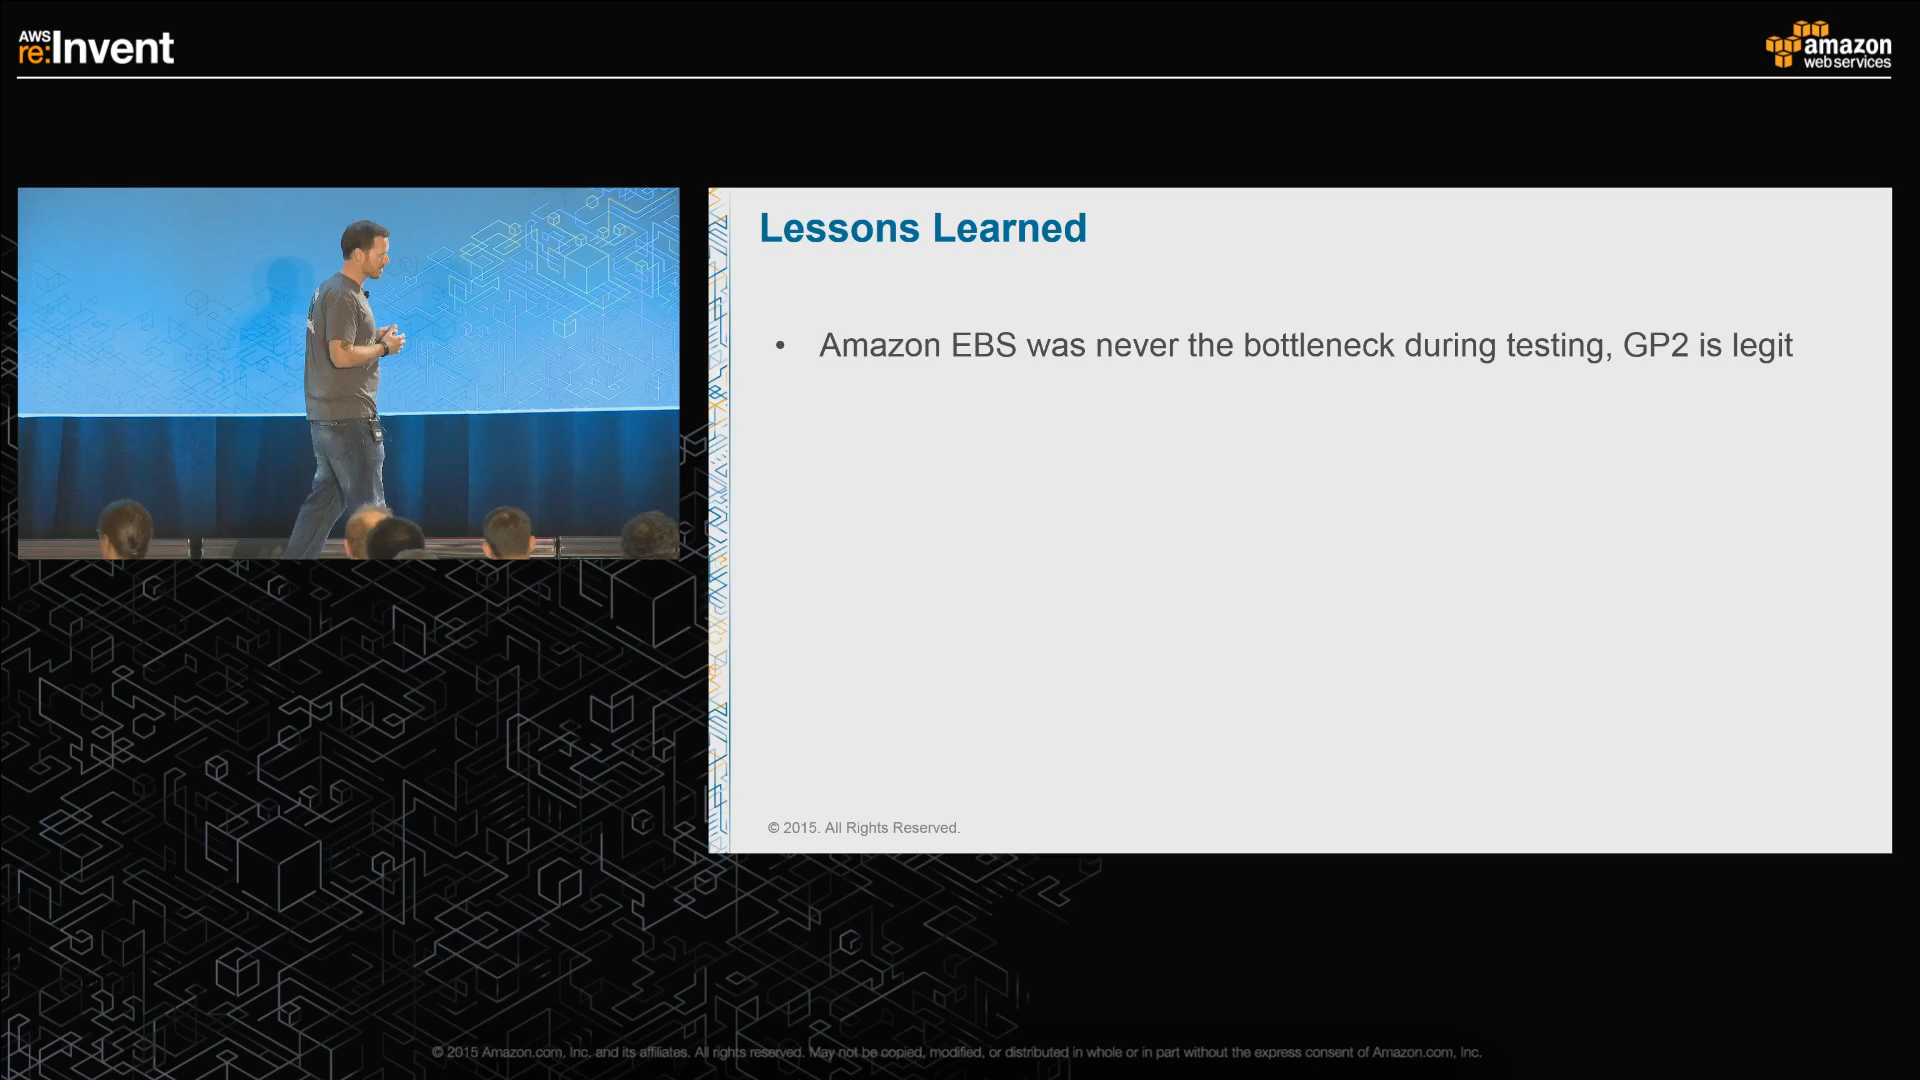 AWS
re:Invent
amazon
web services
Lessons Learned
• Amazon EBS was never the bottleneck during testing, GP2 is legit
© 2015. All Rights Reserved.
© 2015 Amazon.com, Inc. and its affiliates. All rights reserved. May not be copied, modified, or distributed in whole or in part without the express consent of Amazon.com, Inc.